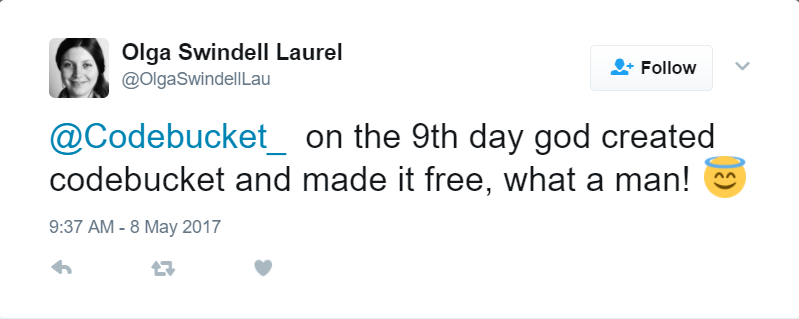 Olga Swindell Laurel
@OlgaSwindellLau
Follow
@Codebucket_ on the 9th day god created
codebucket and made it free, what a man! 😇
9:37 AM - 8 May 2017